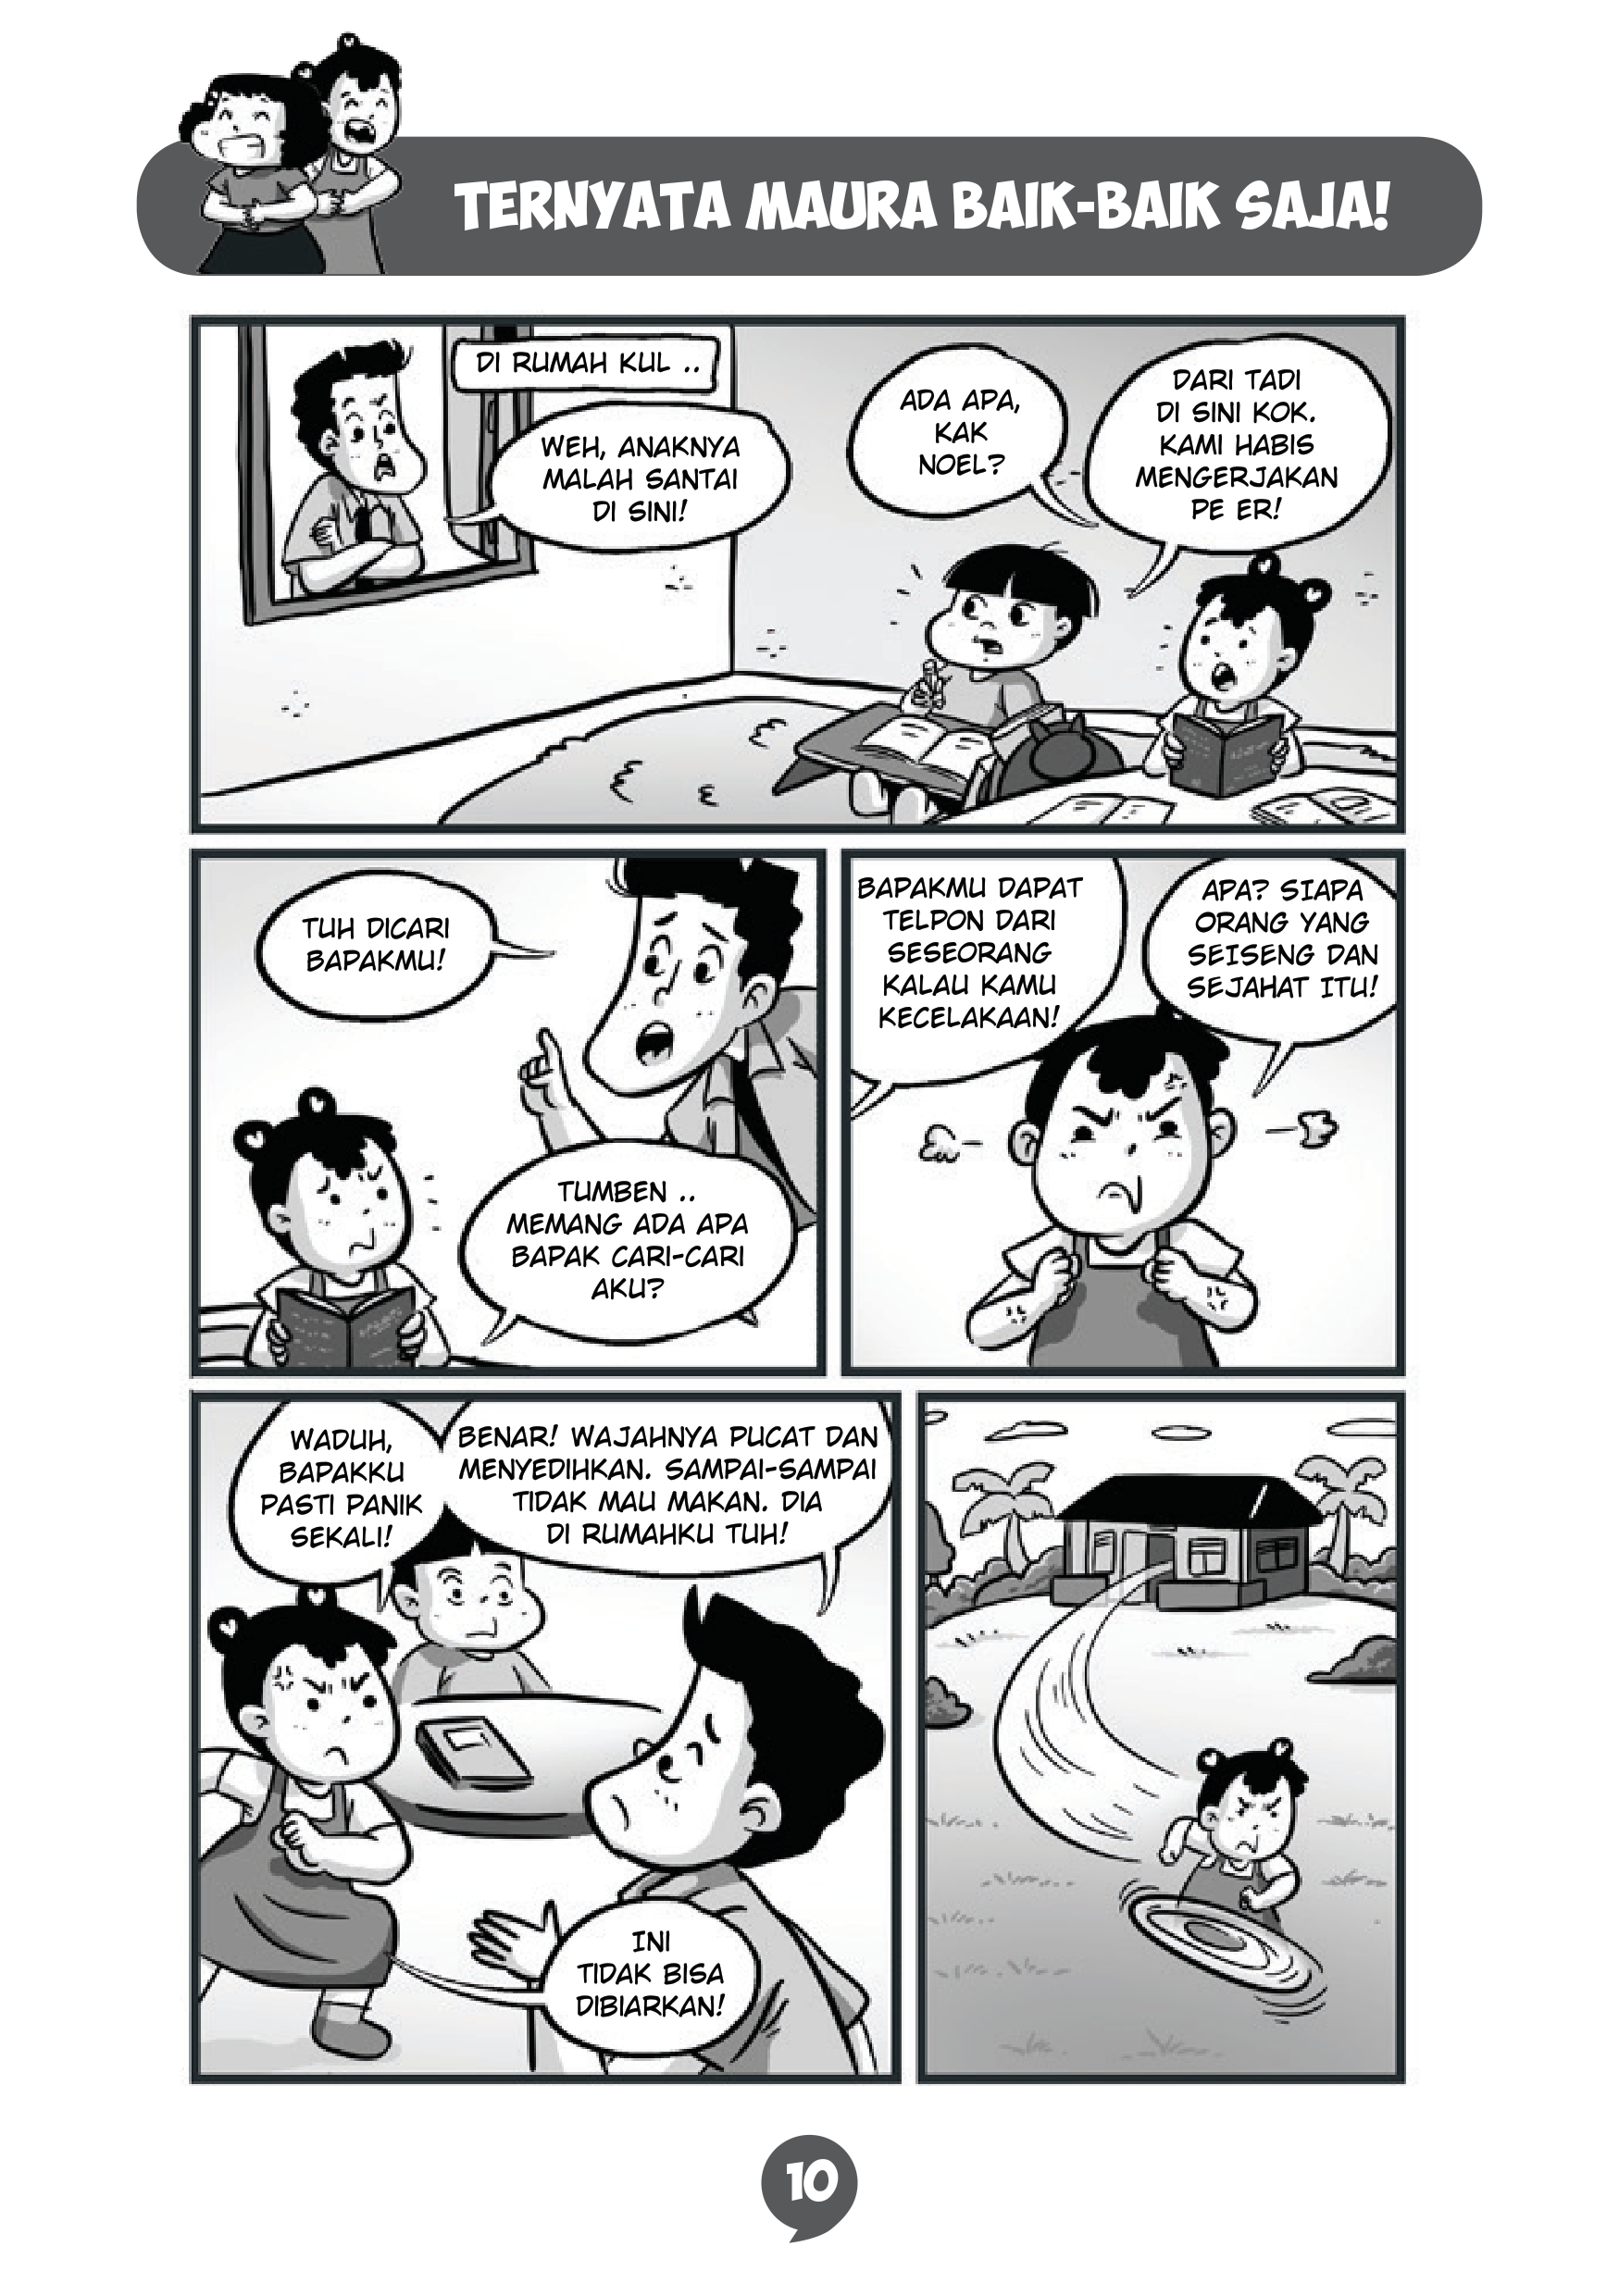 TERNYATA MAURA BAIK-BAIK SAJA!
DI RUMAH KUL ..
WEH, ANAKNYA
MALAH SANTAI
DI SINI!
ADA APA,
KAK
NOEL?
DARI TADI
DI SINI KOK.
KAMI HABIS
MENGERJAKAN
PE ER!
TUH DICARI
BAPAKMU!
TUMBEN ..
MEMANG ADA APA
BAPAK CARI-CARI
AKU?
BAPAKMU DAPAT
TELPON DARI
SESEORANG
KALAU KAMU
KECELAKAAN!
APA? SIAPA
ORANG YANG
SEISENG DAN
SEJAHAT ITU!
WADUH,
BAPAKKU
PASTI PANIK
SEKALI!
BENAR! WAJAHNYA PUCAT DAN
MENYEDIHKAN. SAMPAI-SAMPAI
TIDAK MAU MAKAN. DIA
DI RUMAHKU TUH!
INI
TIDAK BISA
DIBIARKAN!
10